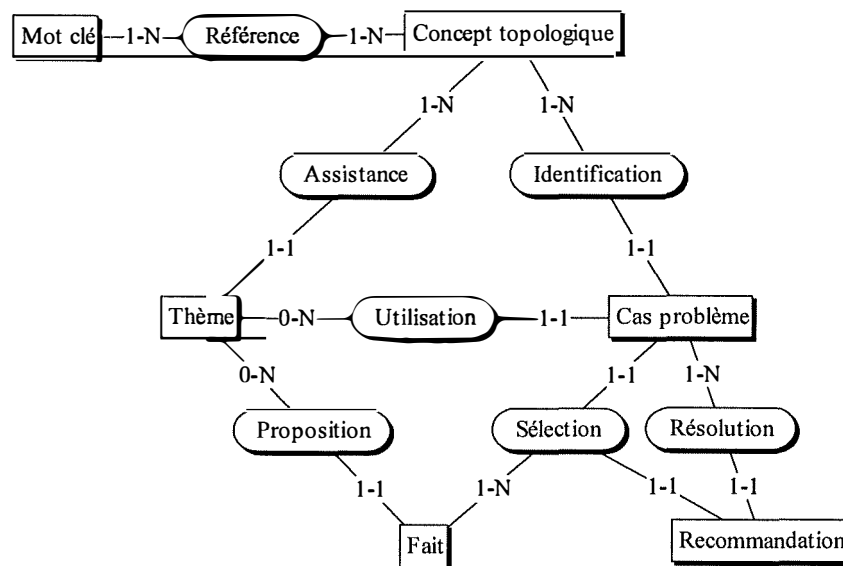 Mot clé 1-N Référence 1-N Concept topologique
1-N 1-N
Assistance Identification
1-1 1-1
Thème 0-N Utilisation 1-1 Cas problème
0-N 1-1 1-N
Proposition Sélection Résolution
1-1 1-N 1-1 1-1
Fait Recommandation